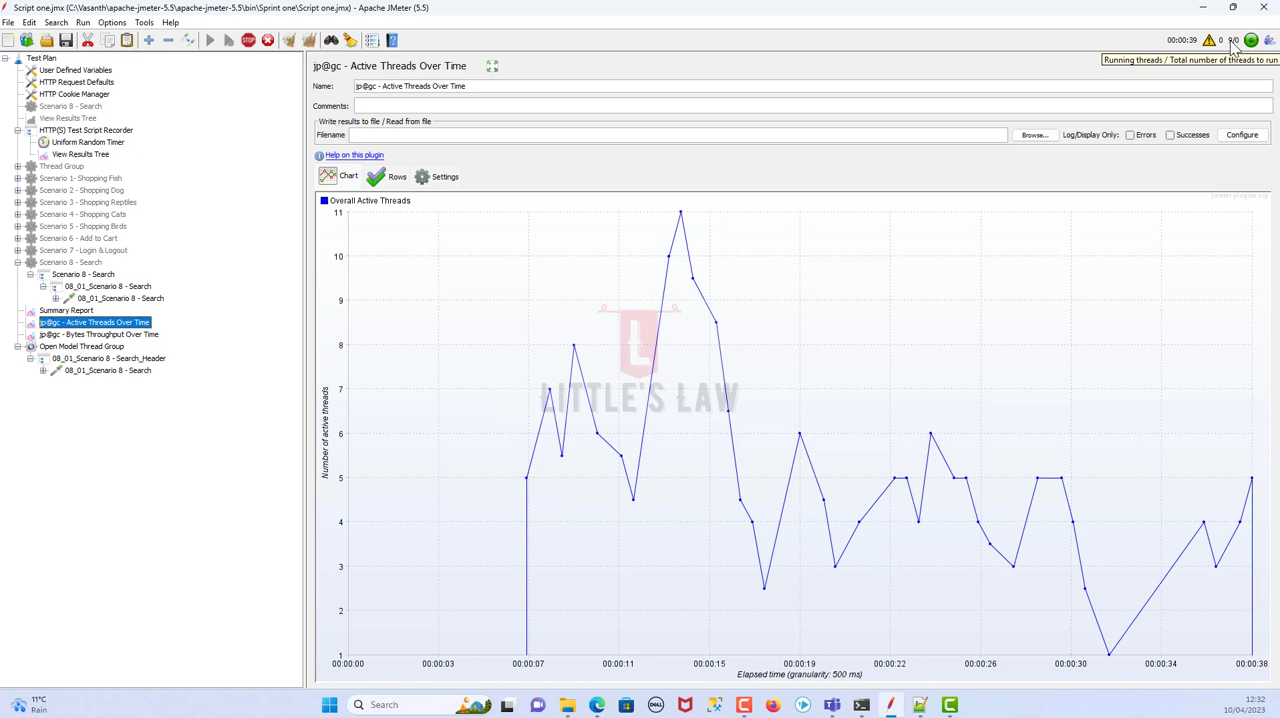 Script one.jmx (C:\Vasanth\apache-jmeter-5.5\apache-jmeter-5.5\bin\Sprint one\Script one.jmx) - Apache JMeter (5.5)
File Edit Search Run Options Tools Help
00:00:39 0
Running threads / Total number of threads to run
Test Plan
User Defined Variables
HTTP Request Defaults
HTTP Cookie Manager
Scenario 8 - Search
View Results Tree
HTTP(S) Test Script Recorder
Uniform Random Timer
View Results Tree
Thread Group
Scenario 1- Shopping Fish
Scenario 2 - Shopping Dog
Scenario 3 - Shopping Reptiles
Scenario 4 - Shopping Cats
Scenario 5 - Shopping Birds
Scenario 6 - Add to Cart
Scenario 7 - Login & Logout
Scenario 8 - Search
Scenario 8 - Search
08_01_Scenario 8 - Search
08_01_Scenario 8 - Search
Summary Report
jp@gc - Active Threads Over Time
jp@gc - Bytes Throughput Over Time
Open Model Thread Group
08_01_Scenario 8 - Search_Header
08_01_Scenario 8 - Search
jp@gc - Active Threads Over Time
Name: jp@gc - Active Threads Over Time
Comments:
Write results to file / Read from file
Filename Browse... Log/Display Only: Errors Successes Configure
Help on this plugin
Chart Rows Settings
jmeter-plugins.org
Overall Active Threads
11
10
9
8
7
6
5
4
3
2
1
Number of active threads
L
LITTLE'S LAW
00:00:00 00:00:03 00:00:07 00:00:11 00:00:15 00:00:19 00:00:22 00:00:26 00:00:30 00:00:34 00:00:38
Elapsed time (granularity: 500 ms)
11°C
Rain
Search
DELL
12:32
10/04/2023